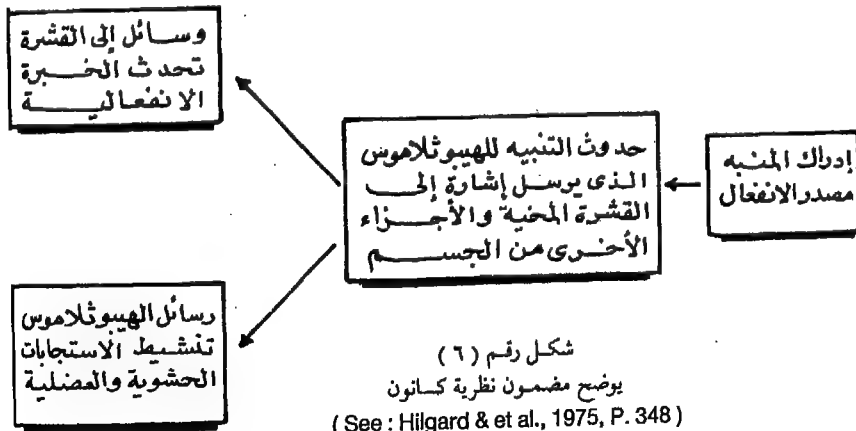 إدراك المنبه
مصدر الانفعال
حدوث التنبيه للهيبوثلاموس
الذى يرسل إشارة إلى
القشرة المخية والأجزاء
الأخرى من الجسم
وسائل إلى القشرة
تحدث الخبرة
الانفعالية
رسائل الهيبوثلاموس
تنشيط الاستجابات
الحشوية والعضلية
شكل رقم (٦)
يوضح مضمون نظرية كانون
(See : Hilgard & et al., 1975, P. 348)